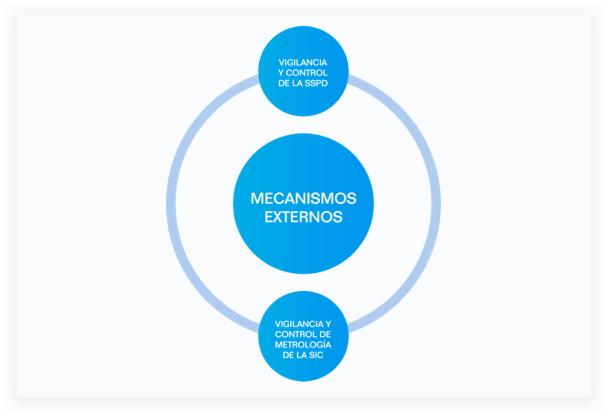 VIGILANCIA
Y CONTROL
DE LA SSPD
MECANISMOS
EXTERNOS
VIGILANCIA Y
CONTROL DE
METROLOGÍA
DE LA SIC